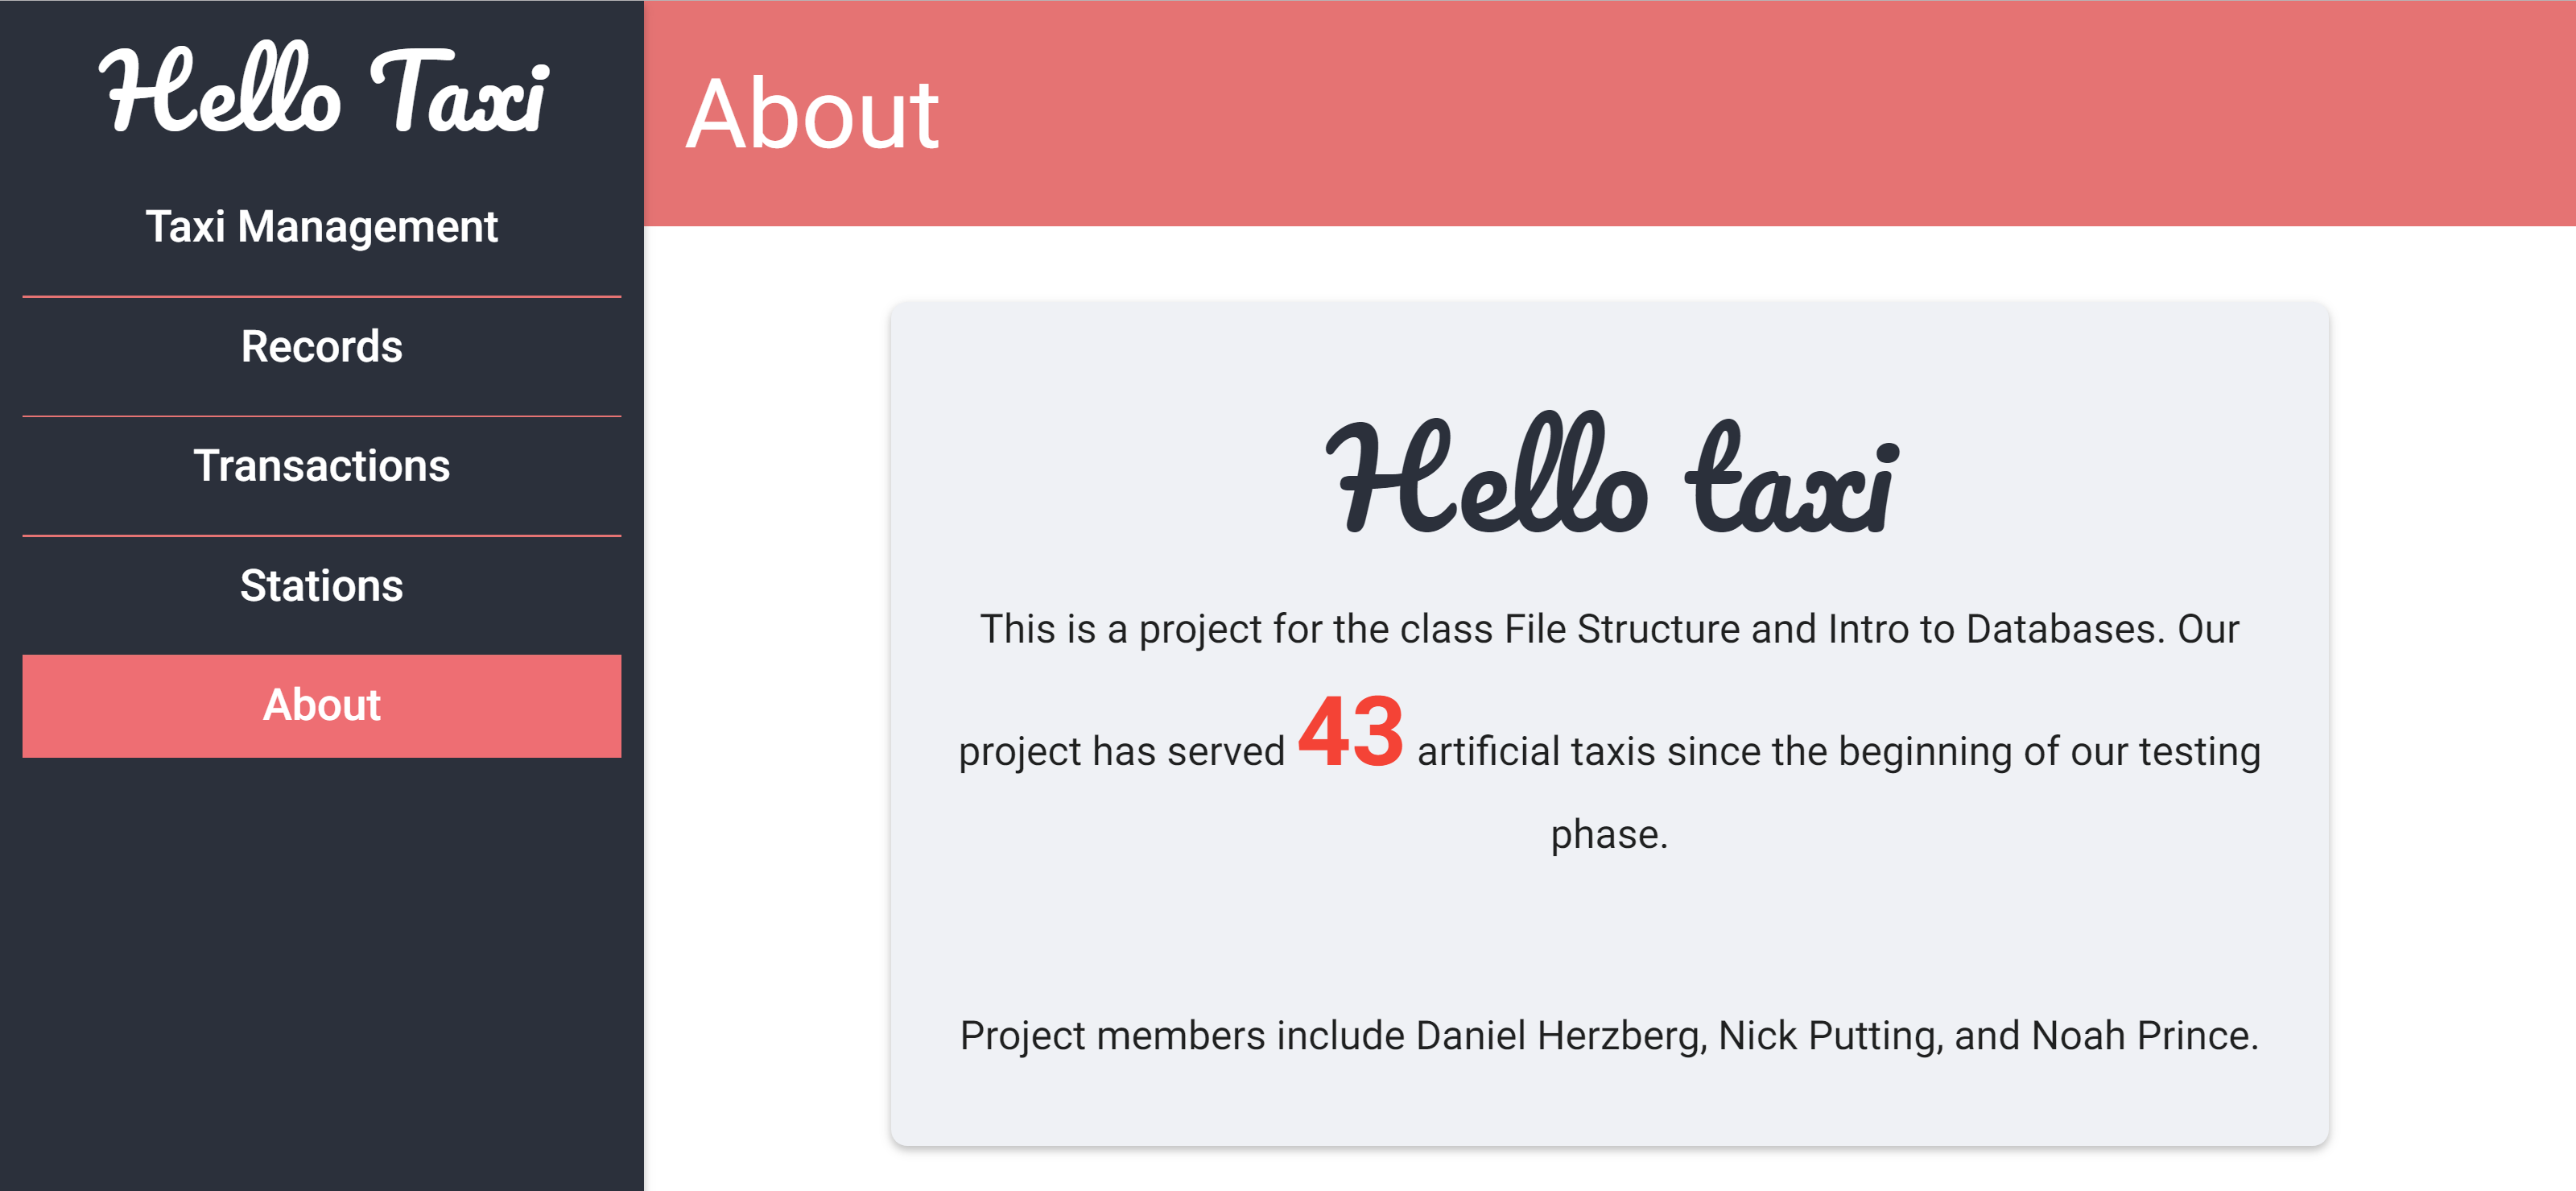 Hello Taxi
Taxi Management
Records
Transactions
Stations
About
About
Hello taxi
This is a project for the class File Structure and Intro to Databases. Our
project has served 43 artificial taxis since the beginning of our testing
phase.
Project members include Daniel Herzberg, Nick Putting, and Noah Prince.